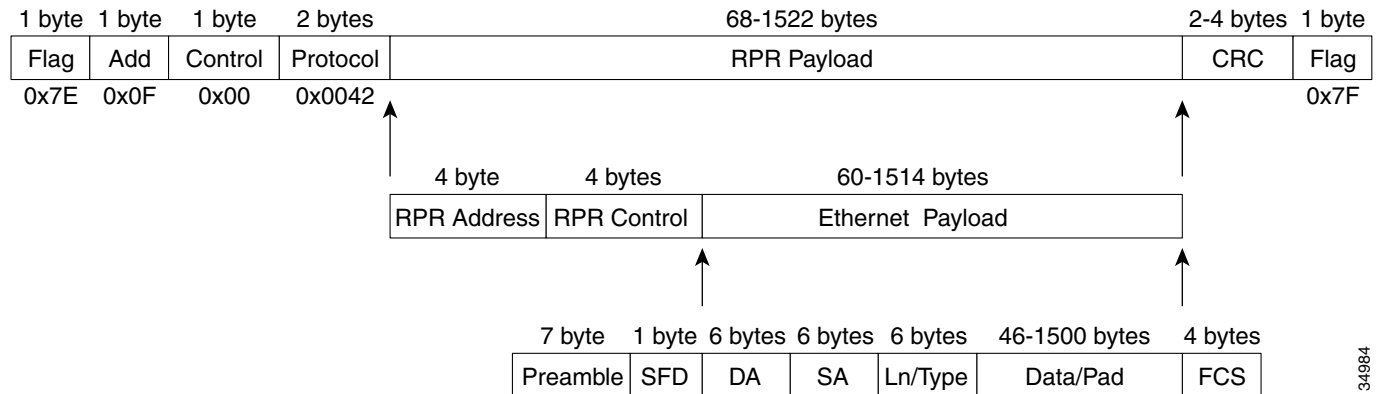 1 byte 1 byte 1 byte 2 bytes 68-1522 bytes 2-4 bytes 1 byte
Flag Add Control Protocol RPR Payload CRC Flag
0x7E 0x0F 0x00 0x0042 0x7F
4 byte 4 bytes 60-1514 bytes
RPR Address RPR Control Ethernet Payload
7 byte 1 byte 6 bytes 6 bytes 6 bytes 46-1500 bytes 4 bytes
Preamble SFD DA SA Ln/Type Data/Pad FCS
34984